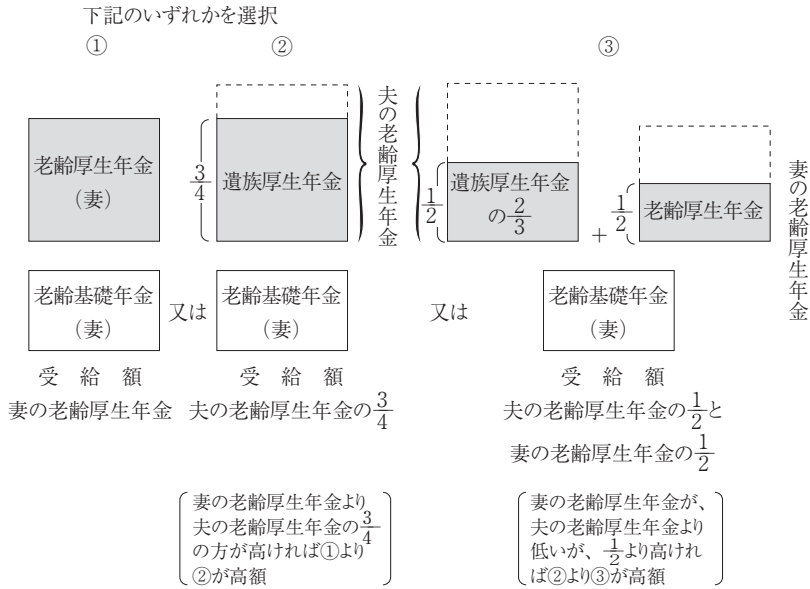 下記のいずれかを選択
①
②
③
老齢厚生年金
（妻）
3/4
遺族厚生年金
夫の老齢厚生年金
1/2
遺族厚生年金
の2/3
+
1/2
老齢厚生年金
妻の老齢厚生年金
老齢基礎年金
（妻）
又は
老齢基礎年金
（妻）
又は
老齢基礎年金
（妻）
受 給 額
妻の老齢厚生年金
受 給 額
夫の老齢厚生年金の3/4
受 給 額
夫の老齢厚生年金の1/2と
妻の老齢厚生年金の1/2
妻の老齢厚生年金より
夫の老齢厚生年金の3/4
の方が高ければ①より
②が高額
妻の老齢厚生年金が、
夫の老齢厚生年金より
低いが、1/2より高けれ
ば②より③が高額